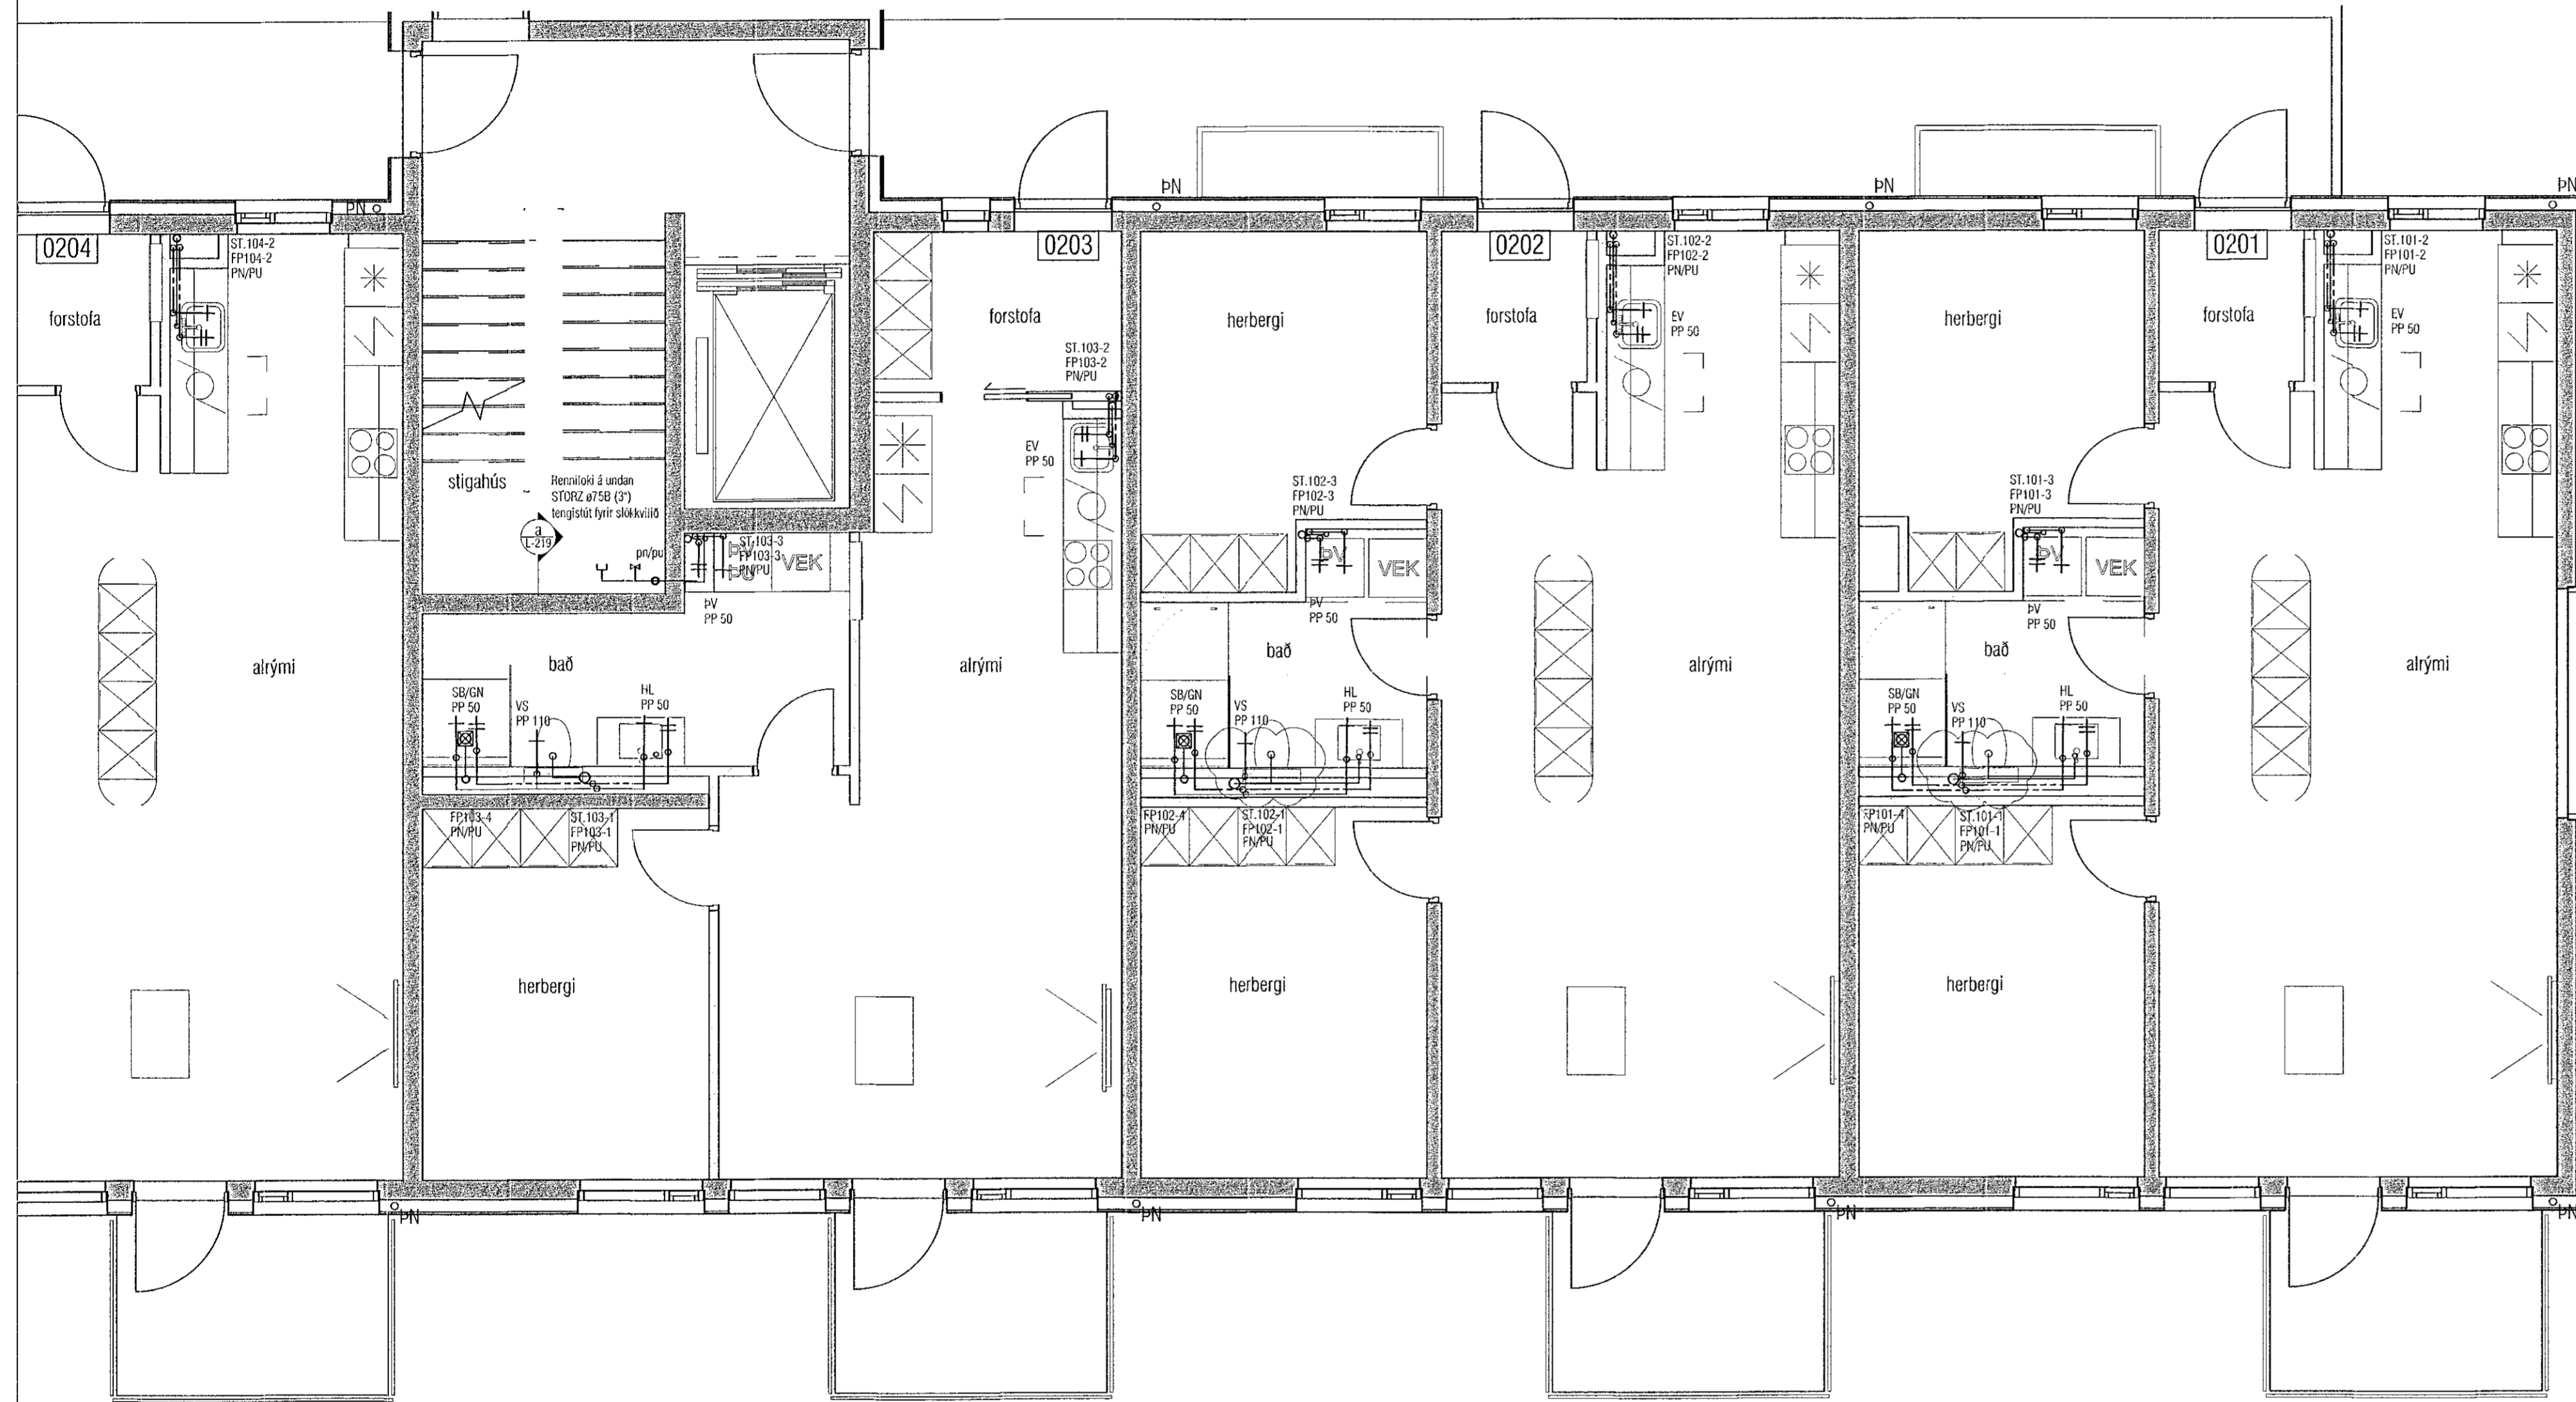 ÞN
ÞN
ÞN
ÞN
0204
ST.104-2
FP104-2
PN/PU
forstofa
alrými
stigahús
Renniloki á undan
STORZ ø75B (3")
tengistút fyrir slökkvilið
a
L-219
pn/pu
0203
forstofa
ST.103-2
FP103-2
PN/PU
EV
PP 50
ST.103-3
FP103-3
PN/PU
ÞV
ÞU
VEK
ÞV
PP 50
bað
SB/GN
PP 50
VS
PP 110
HL
PP 50
alrými
FP103-4
PN/PU
ST.103-1
FP103-1
PN/PU
herbergi
herbergi
0202
forstofa
ST.102-2
FP102-2
PN/PU
EV
PP 50
ST.102-3
FP102-3
PN/PU
ÞV
VEK
ÞV
PP 50
bað
SB/GN
PP 50
VS
PP 110
HL
PP 50
alrými
FP102-4
PN/PU
ST.102-1
FP102-1
PN/PU
herbergi
herbergi
0201
forstofa
ST.101-2
FP101-2
PN/PU
EV
PP 50
ST.101-3
FP101-3
PN/PU
ÞV
VEK
ÞV
PP 50
bað
SB/GN
PP 50
VS
PP 110
HL
PP 50
alrými
FP101-4
PN/PU
ST.101-1
FP101-1
PN/PU
herbergi
ÞN
ÞN
ÞN
ÞN